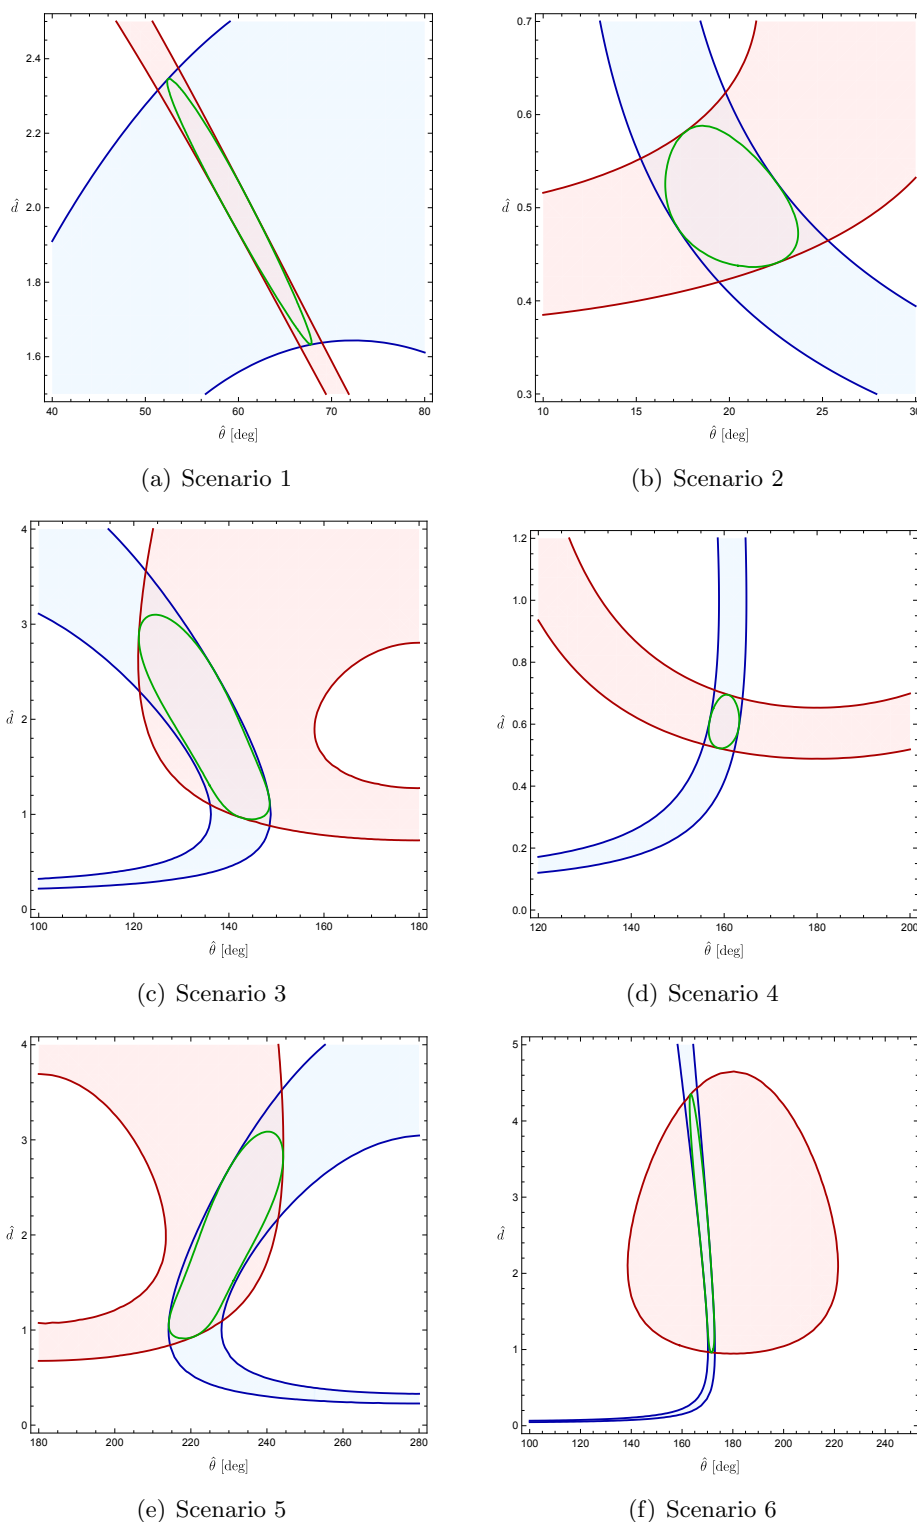 2.4
2.2
2.0
1.8
1.6
d̂
40 50 60 70 80
θ̂ [deg]
(a) Scenario 1
0.7
0.6
0.5
0.4
0.3
d̂
10 15 20 25 30
θ̂ [deg]
(b) Scenario 2
4
3
2
1
0
d̂
100 120 140 160 180
θ̂ [deg]
(c) Scenario 3
1.2
1.0
0.8
0.6
0.4
0.2
0.0
d̂
120 140 160 180 200
θ̂ [deg]
(d) Scenario 4
4
3
2
1
0
d̂
180 200 220 240 260 280
θ̂ [deg]
(e) Scenario 5
5
4
3
2
1
0
d̂
100 120 140 160 180 200 220 240
θ̂ [deg]
(f) Scenario 6